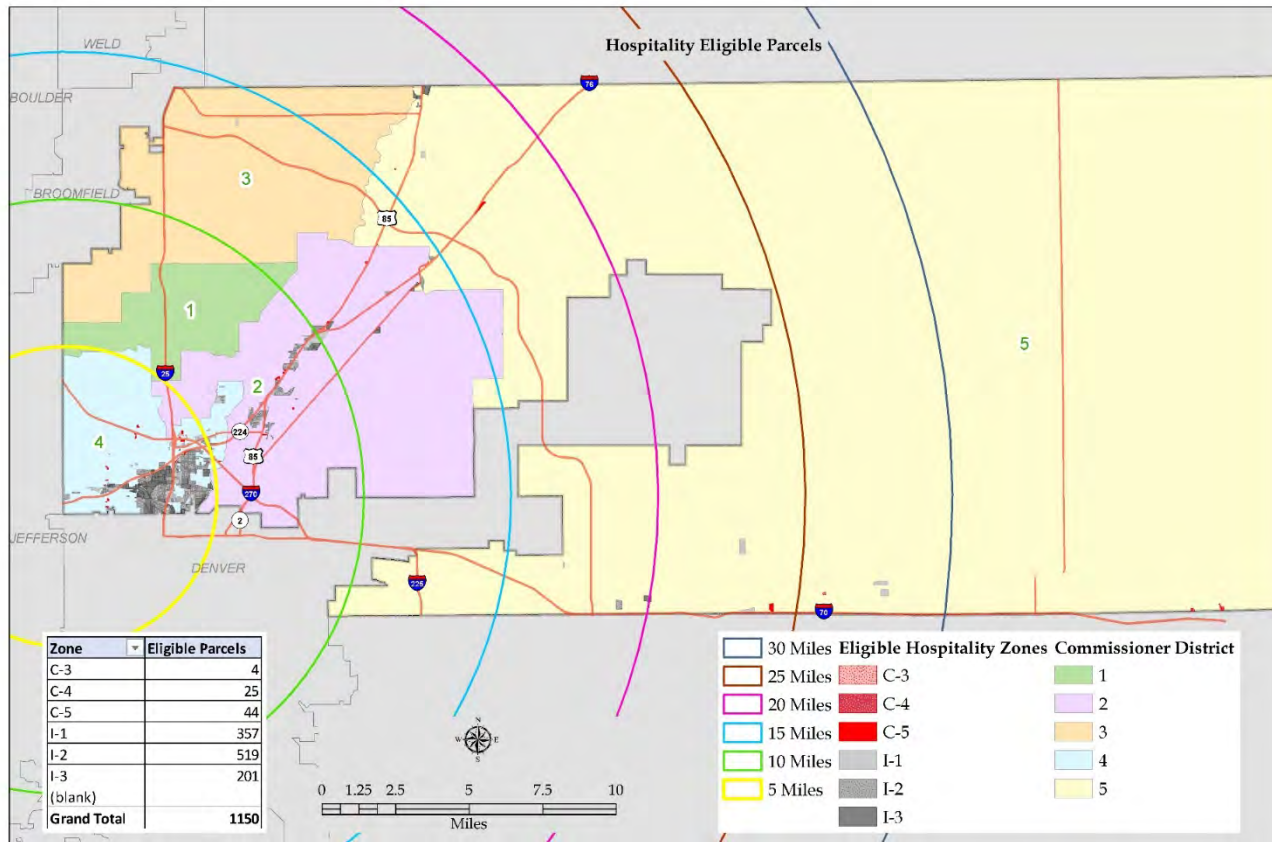 Hospitality Eligible Parcels
WELD
BOULDER
BROOMFIELD
JEFFERSON
DENVER
76
3
85
1
5
25
2
224
4
85
270
2
225
70
Zone Eligible Parcels
C-3 4
C-4 25
C-5 44
I-1 357
I-2 519
I-3 201
(blank)
Grand Total 1150
N
W E
S
0 1.25 2.5 5 7.5 10
Miles
30 Miles
25 Miles
20 Miles
15 Miles
10 Miles
5 Miles
Eligible Hospitality Zones
C-3
C-4
C-5
I-1
I-2
I-3
Commissioner District
1
2
3
4
5